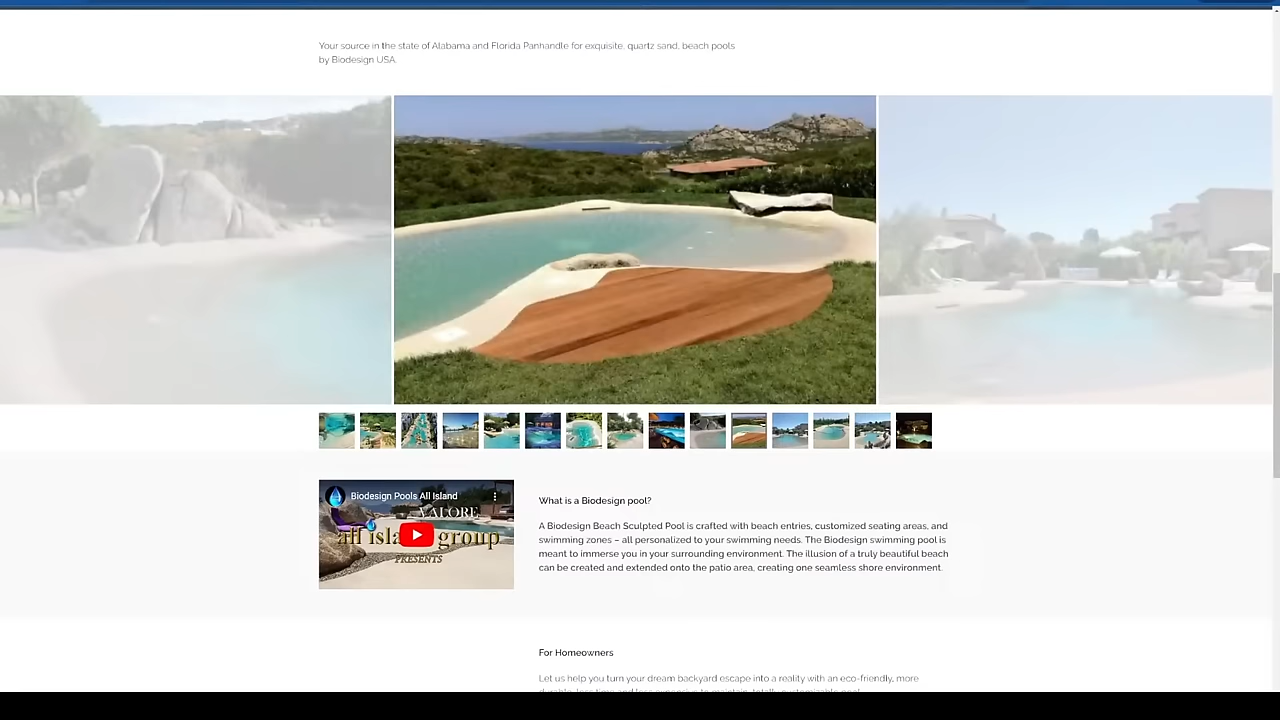 Your source in the state of Alabama and Florida Panhandle for exquisite, quartz sand, beach pools
by Biodesign USA.
Biodesign Pools All Island
VALORE
all isla group
PRESENTS
What is a Biodesign pool?
A Biodesign Beach Sculpted Pool is crafted with beach entries, customized seating areas, and
swimming zones – all personalized to your swimming needs. The Biodesign swimming pool is
meant to immerse you in your surrounding environment. The illusion of a truly beautiful beach
can be created and extended onto the patio area, creating one seamless shore environment.
For Homeowners
Let us help you turn your dream backyard escape into a reality with an eco-friendly, more